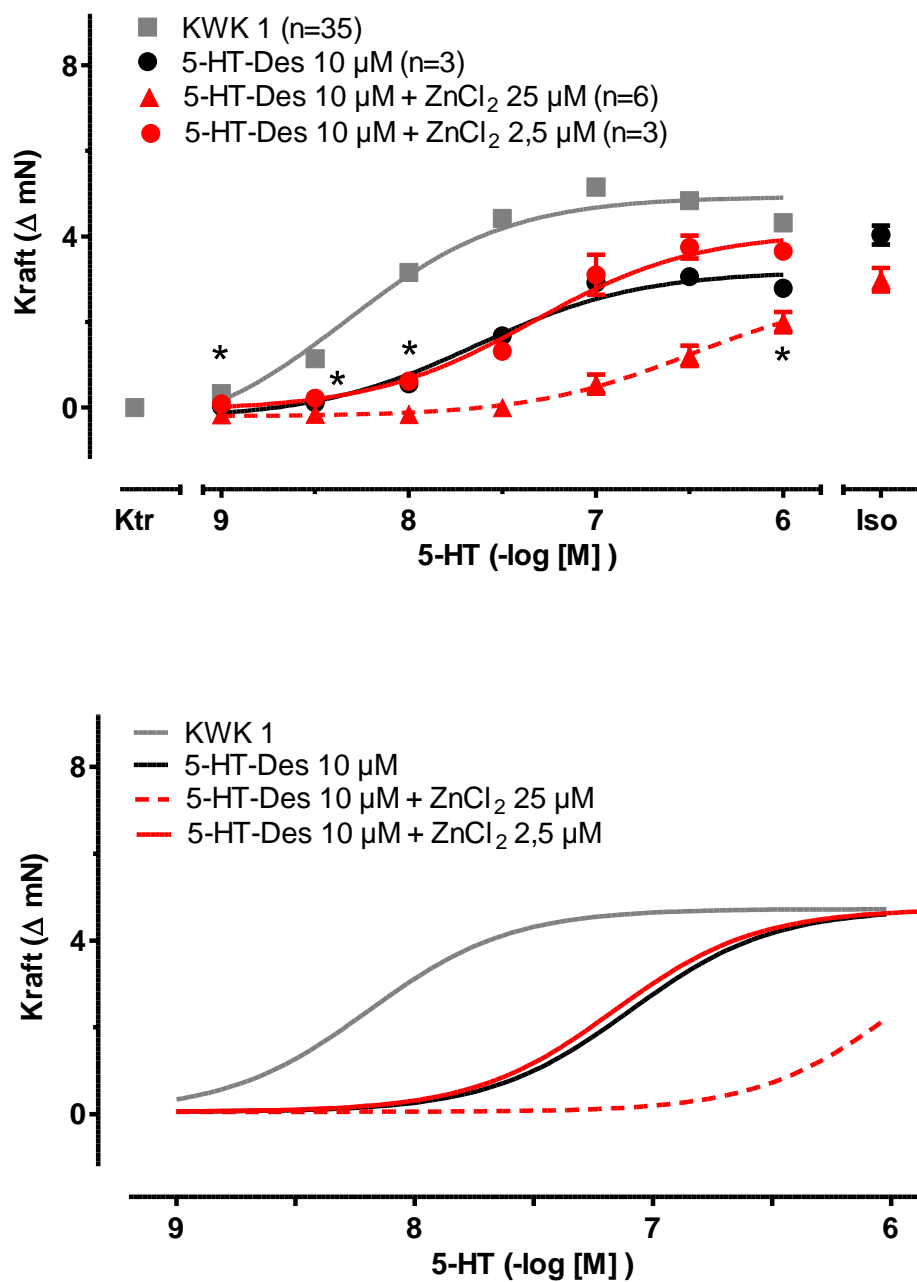 KWK 1 (n=35)
8
5-HT-Des 10 µM (n=3)
5-HT-Des 10 µM + ZnCl₂ 25 µM (n=6)
5-HT-Des 10 µM + ZnCl₂ 2,5 µM (n=3)
Kraft (Δ mN)
4
* * * *
0
Ktr 9 8 7 6 Iso
5-HT (-log [M] )
KWK 1
8
5-HT-Des 10 µM
5-HT-Des 10 µM + ZnCl₂ 25 µM
5-HT-Des 10 µM + ZnCl₂ 2,5 µM
Kraft (Δ mN)
4
0
9 8 7 6
5-HT (-log [M] )